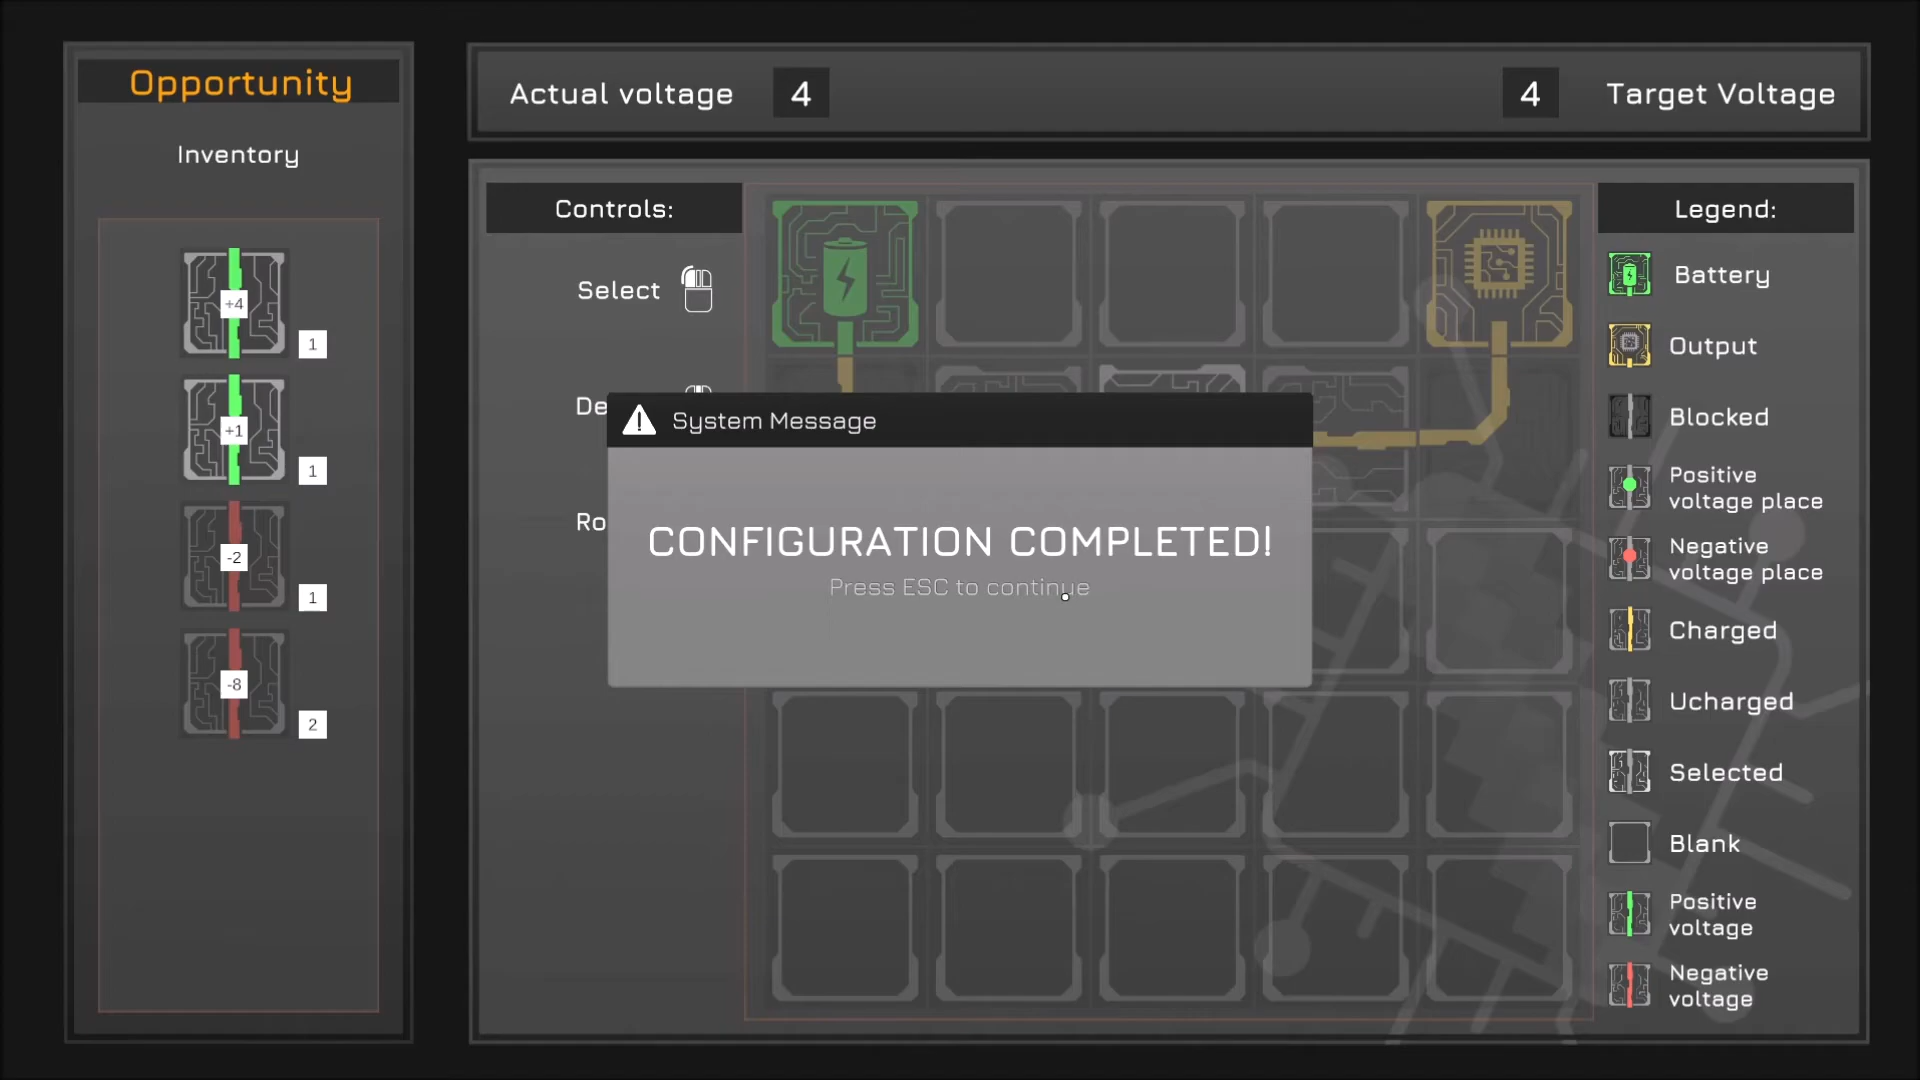 Opportunity
Inventory
+4
1
+1
1
-2
1
-8
2
Actual voltage 4
4 Target Voltage
Controls:
Select
De
Ro
System Message
CONFIGURATION COMPLETED!
Press ESC to continue
Legend:
Battery
Output
Blocked
Positive
voltage place
Negative
voltage place
Charged
Ucharged
Selected
Blank
Positive
voltage
Negative
voltage